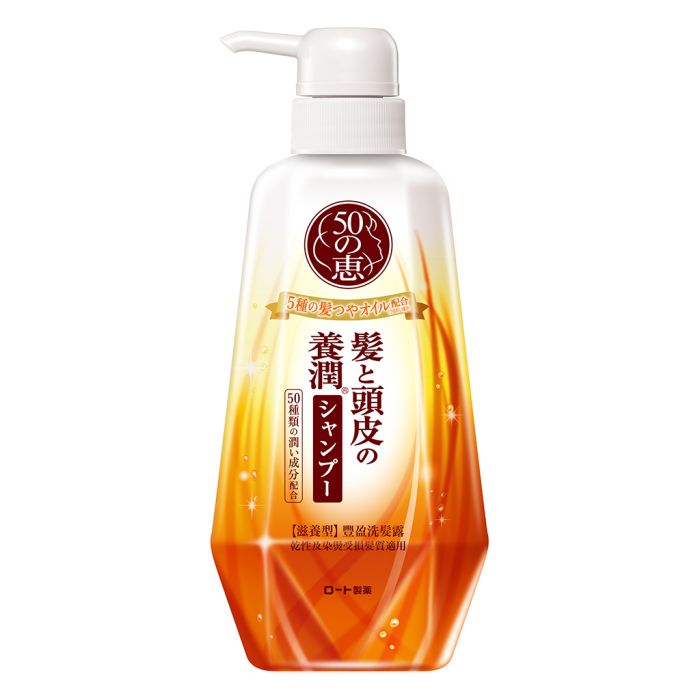 50の恵
5種の髪つやオイル配合
髪と頭皮の
養潤®
シャンプー
50種類の潤い成分配合
【滋養型】豐盈洗髮露
乾性及染燙受損髮質適用
ロート製薬